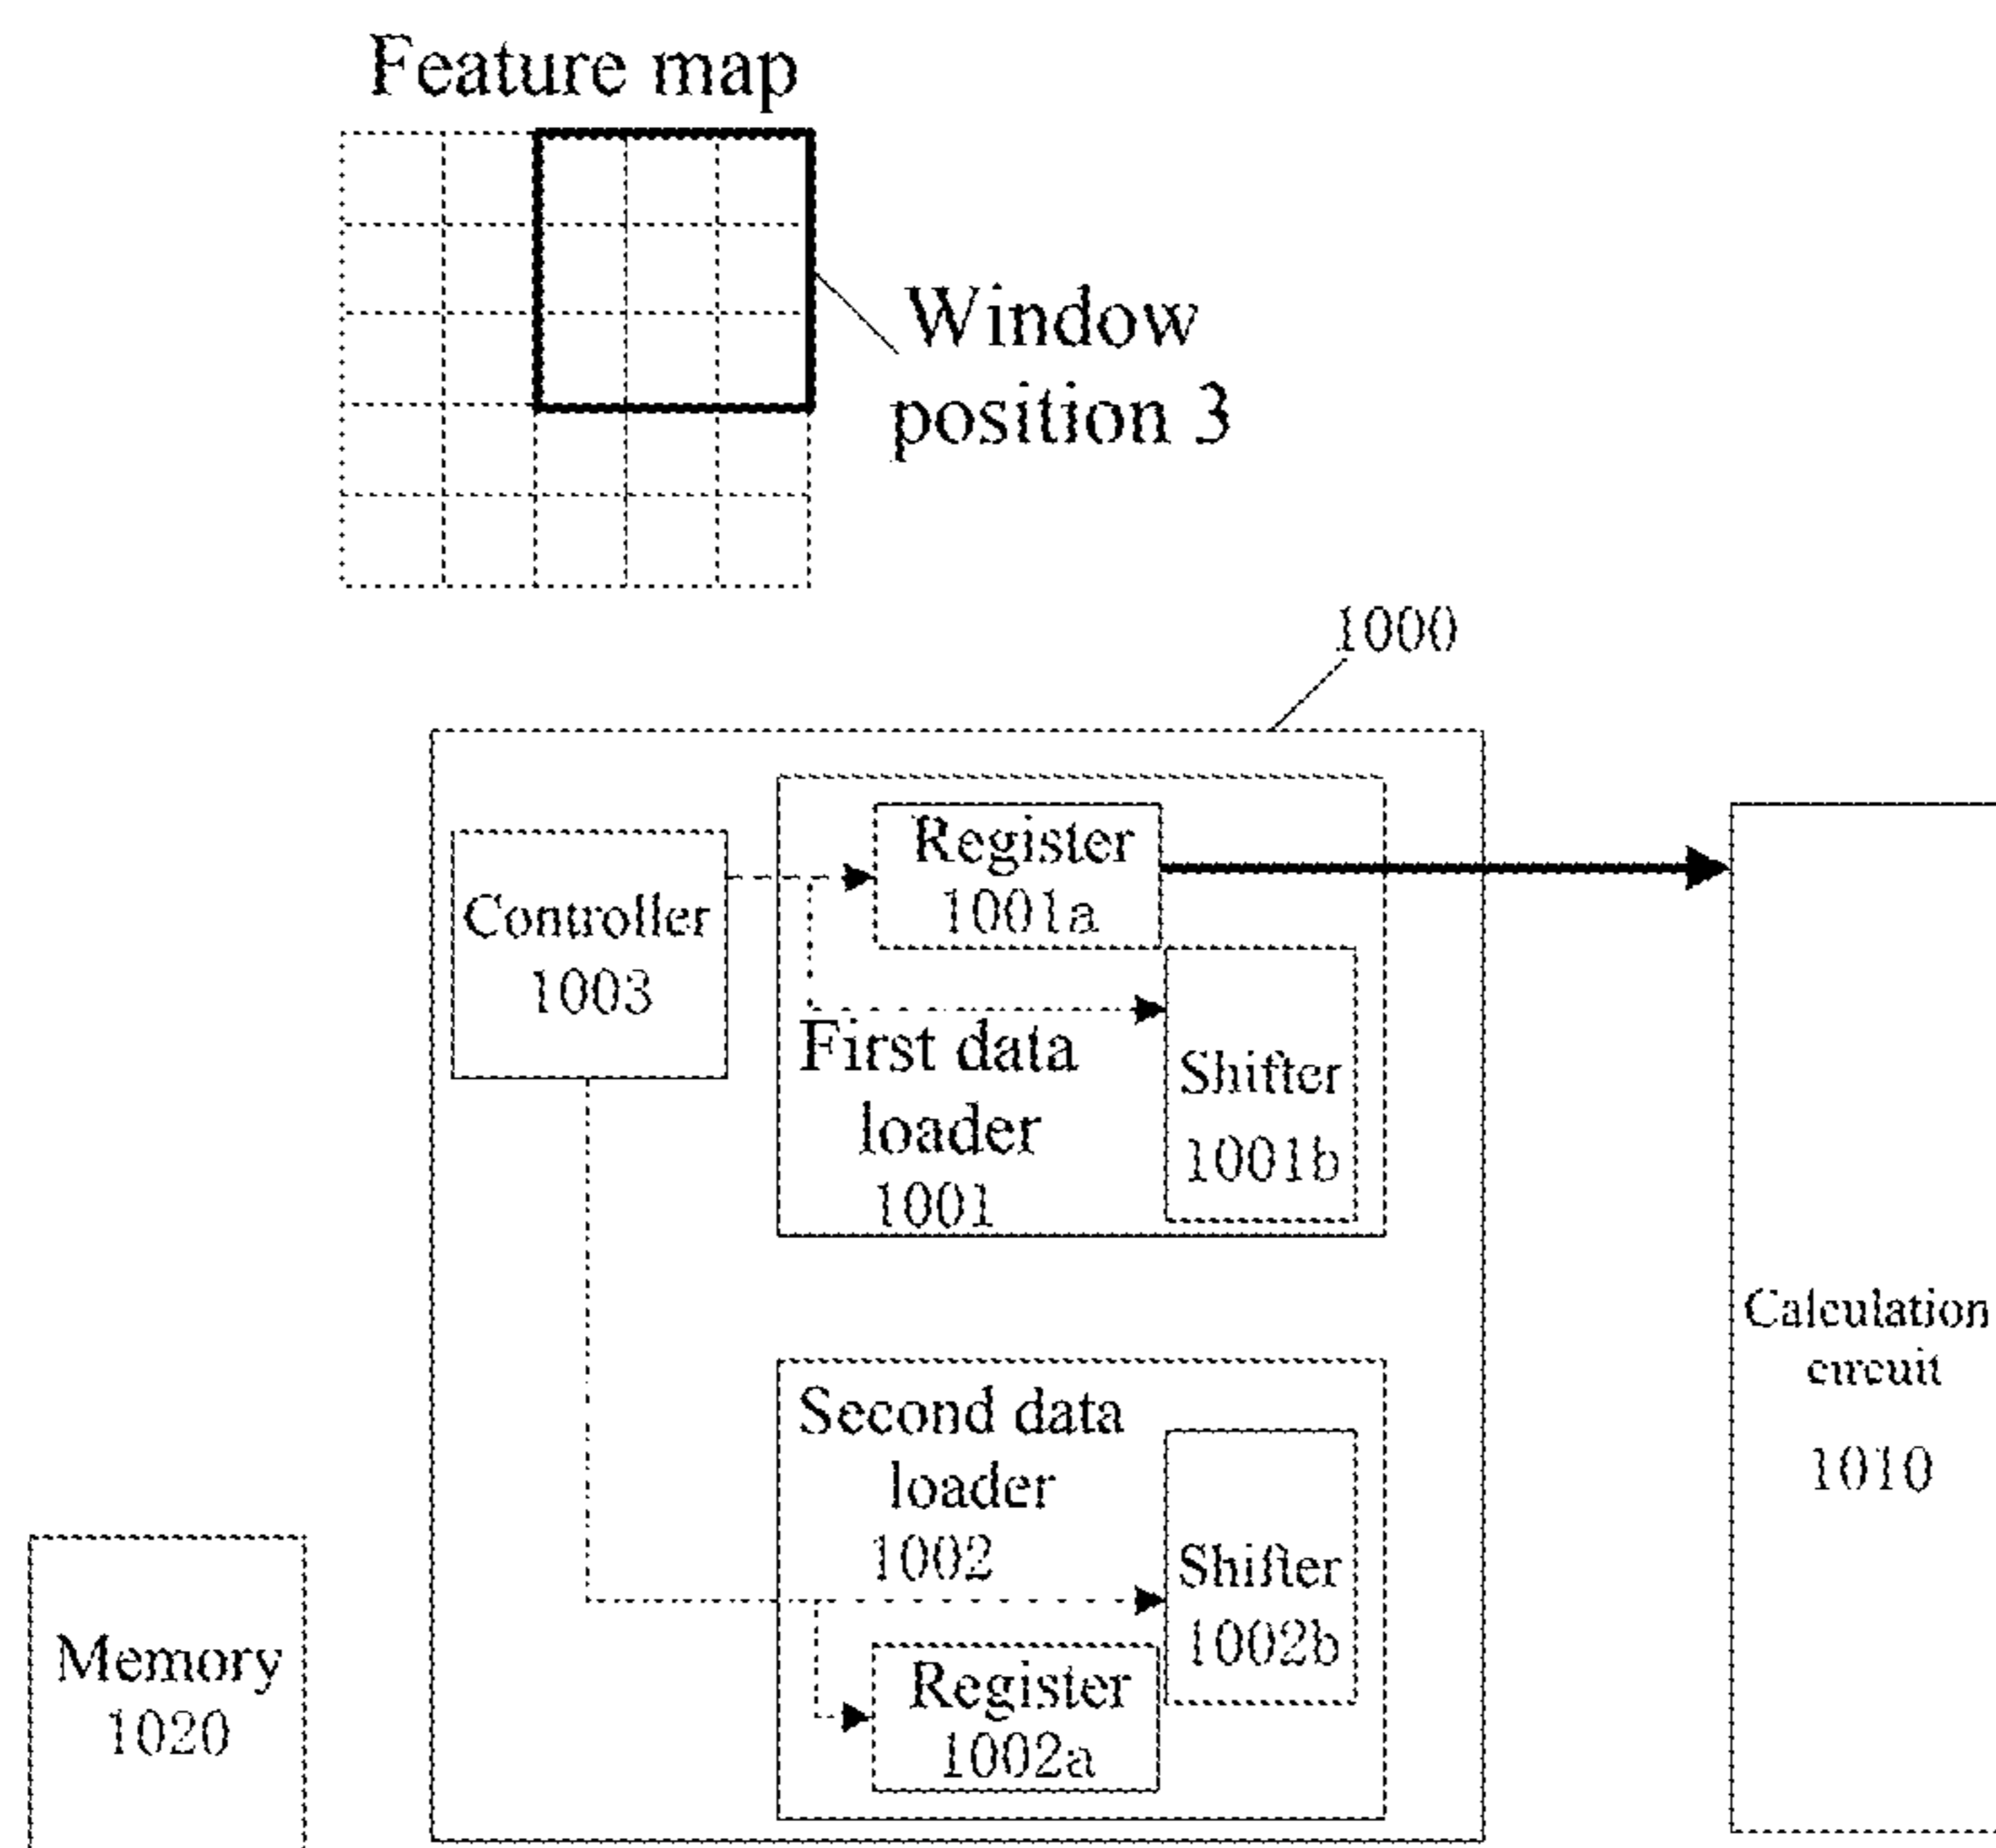 Feature map
Window
position 3
1000
Register
1001a
Controller
1003
First data
loader
1001
Shifter
1001b
Calculation
circuit
1010
Second data
loader
1002
Shifter
1002b
Register
1002a
Memory
1020